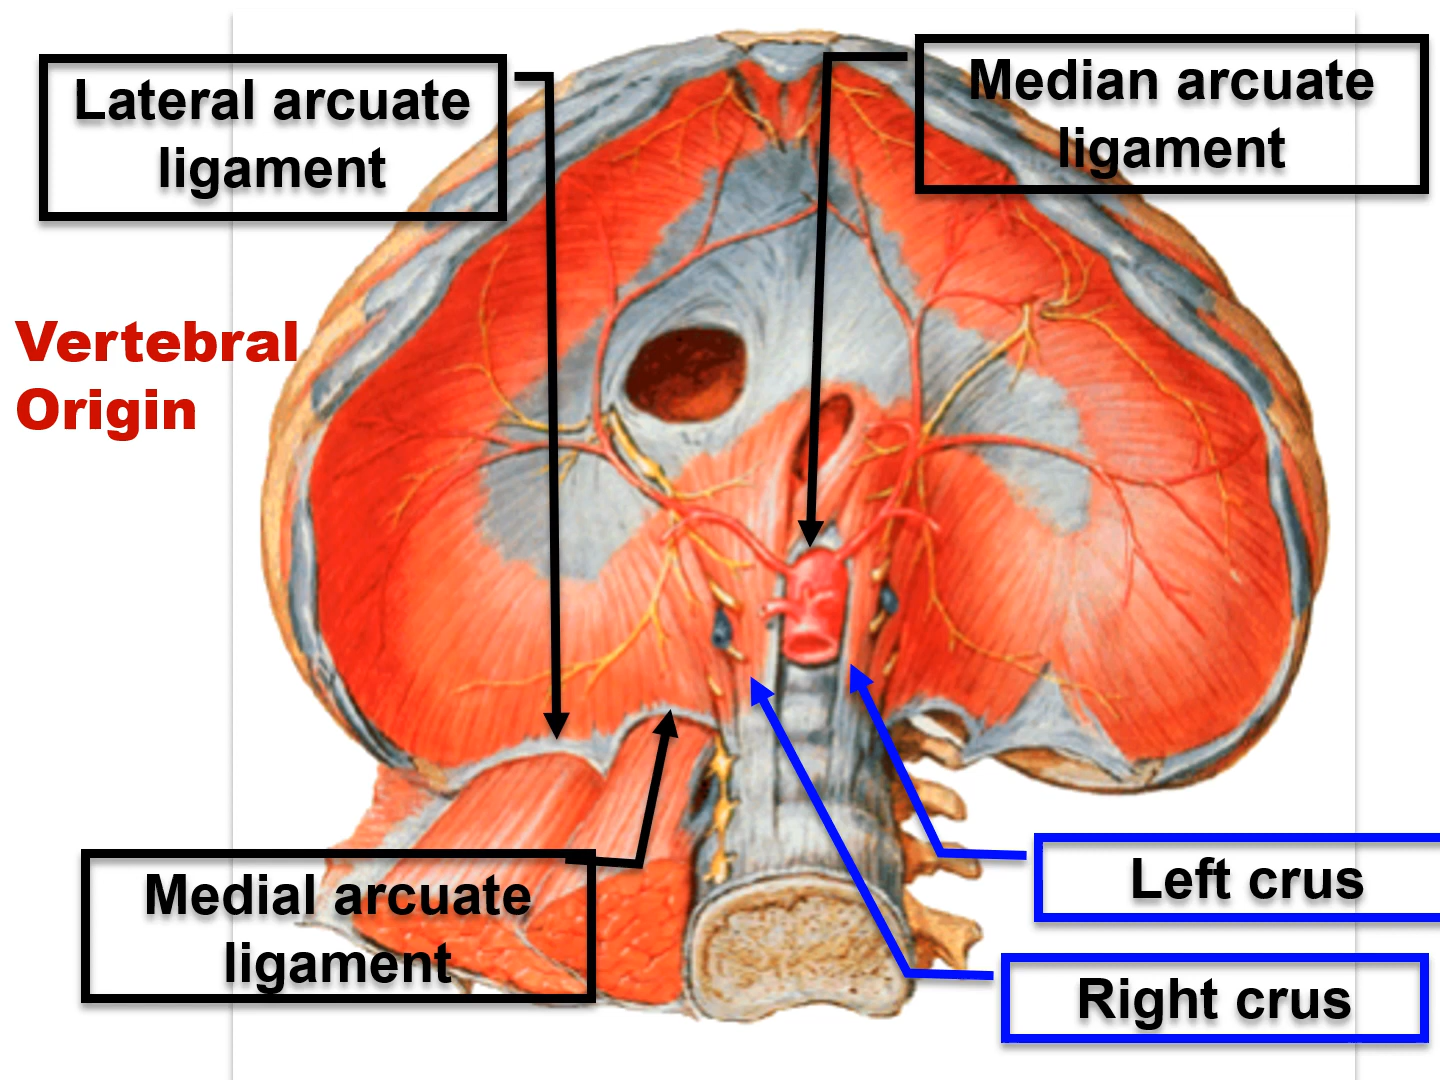 Lateral arcuate
ligament
Median arcuate
ligament
Vertebral
Origin
Medial arcuate
ligament
Left crus
Right crus